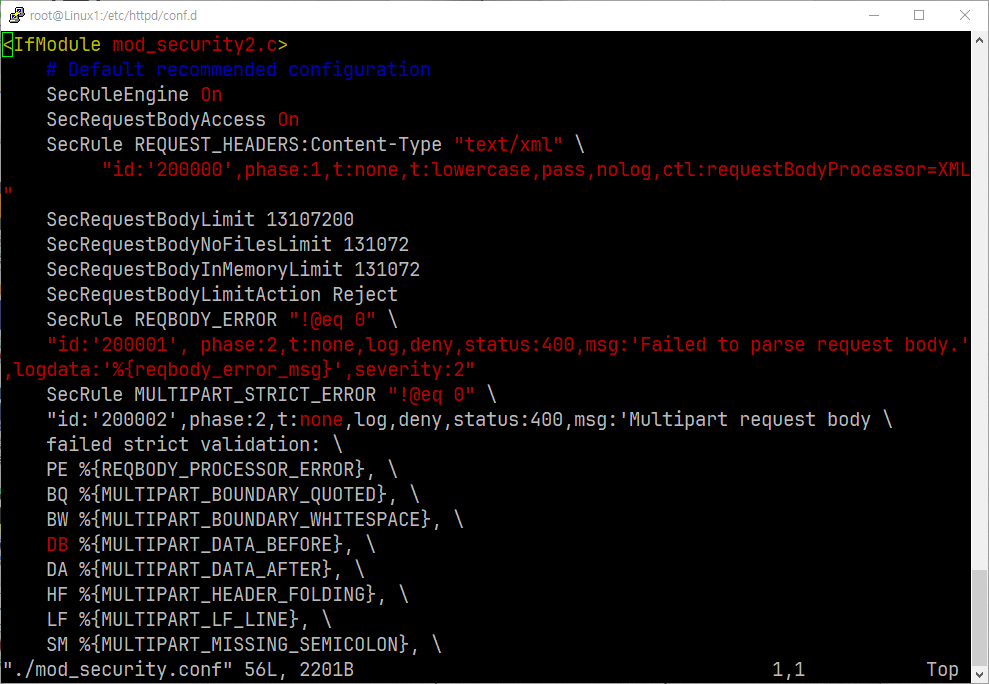 root@Linux1:/etc/httpd/conf.d
<IfModule mod_security2.c>
    # Default recommended configuration
    SecRuleEngine On
    SecRequestBodyAccess On
    SecRule REQUEST_HEADERS:Content-Type "text/xml" \
         "id:'200000',phase:1,t:none,t:lowercase,pass,nolog,ctl:requestBodyProcessor=XML
"
    SecRequestBodyLimit 13107200
    SecRequestBodyNoFilesLimit 131072
    SecRequestBodyInMemoryLimit 131072
    SecRequestBodyLimitAction Reject
    SecRule REQBODY_ERROR "!@eq 0" \
    "id:'200001', phase:2,t:none,log,deny,status:400,msg:'Failed to parse request body.'
,logdata:'%{reqbody_error_msg}',severity:2"
    SecRule MULTIPART_STRICT_ERROR "!@eq 0" \
    "id:'200002',phase:2,t:none,log,deny,status:400,msg:'Multipart request body \
    failed strict validation: \
    PE %{REQBODY_PROCESSOR_ERROR}, \
    BQ %{MULTIPART_BOUNDARY_QUOTED}, \
    BW %{MULTIPART_BOUNDARY_WHITESPACE}, \
    DB %{MULTIPART_DATA_BEFORE}, \
    DA %{MULTIPART_DATA_AFTER}, \
    HF %{MULTIPART_HEADER_FOLDING}, \
    LF %{MULTIPART_LF_LINE}, \
    SM %{MULTIPART_MISSING_SEMICOLON}, \
"./mod_security.conf" 56L, 2201B 1,1 Top